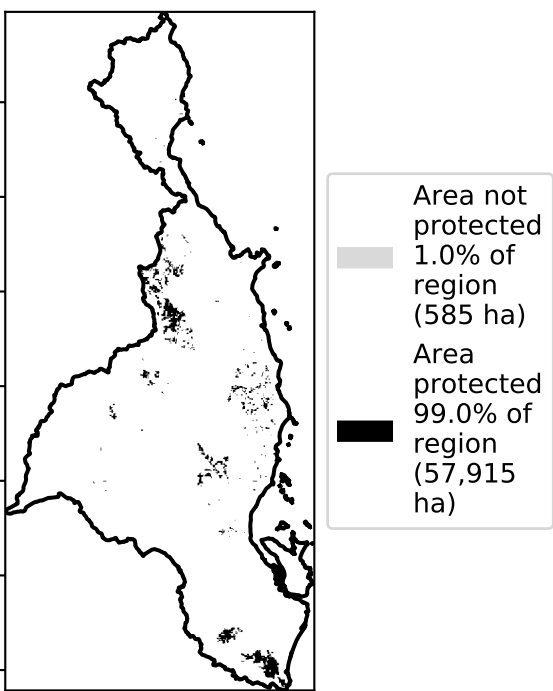 Area not
protected
1.0% of
region
(585 ha)
Area
protected
99.0% of
region
(57,915
ha)